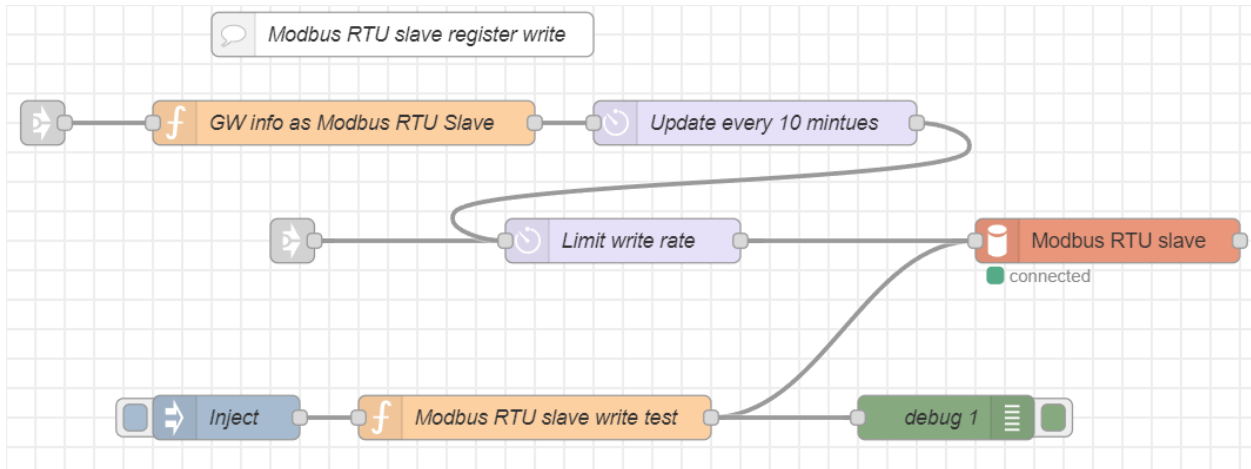 Modbus RTU slave register write
GW info as Modbus RTU Slave
Update every 10 mintues
Limit write rate
Modbus RTU slave
connected
Inject
Modbus RTU slave write test
debug 1